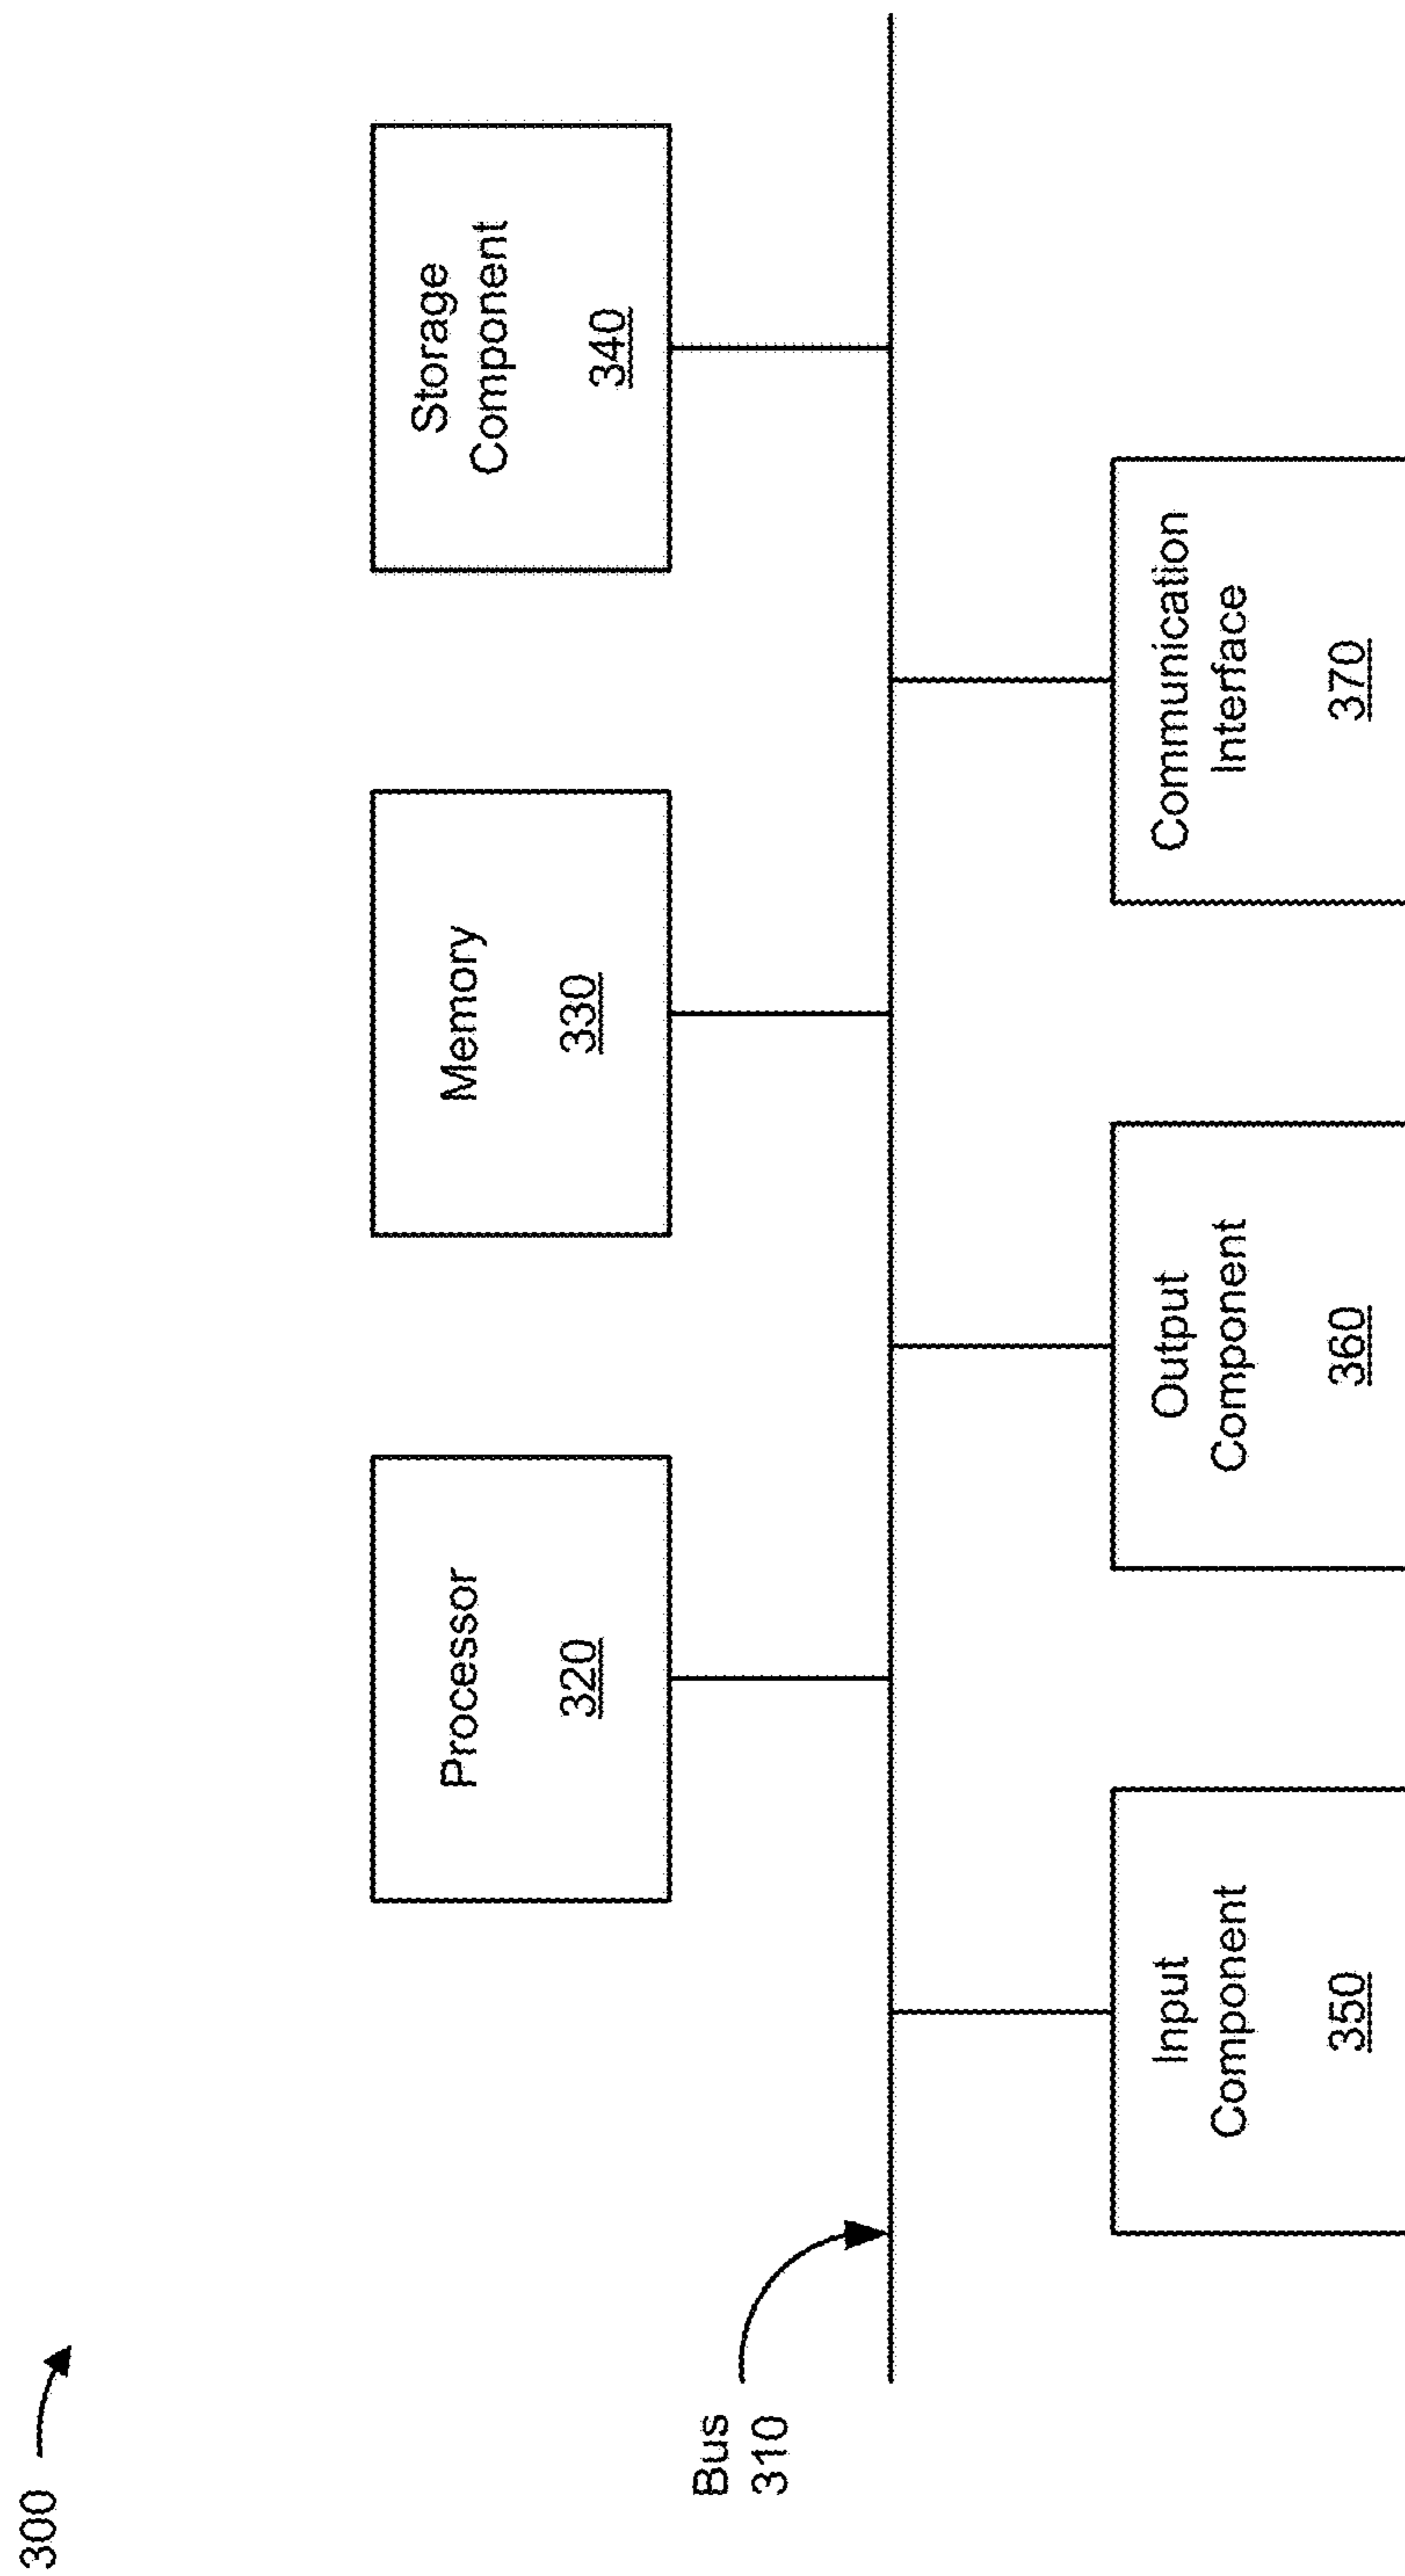 300
Processor
320
Memory
330
Storage
Component
340
Bus
310
Input
Component
350
Output
Component
360
Communication
Interface
370